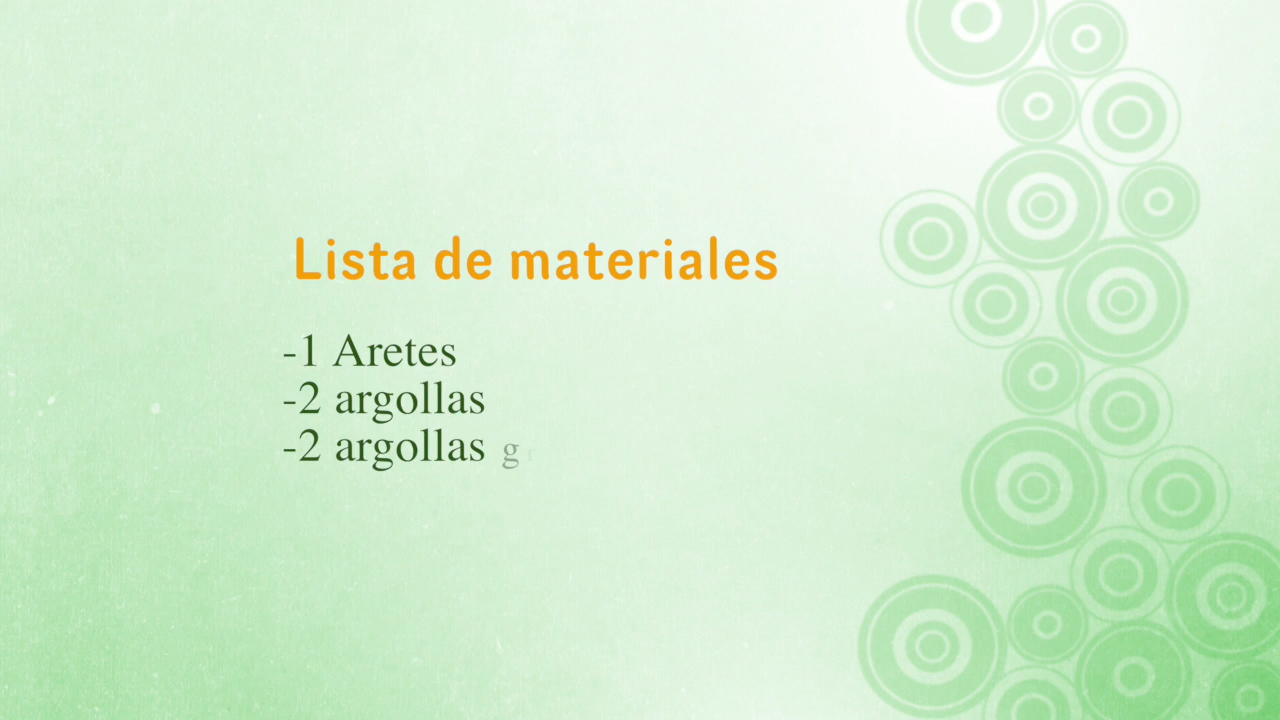 Lista de materiales
-1 Aretes
-2 argollas
-2 argollas g